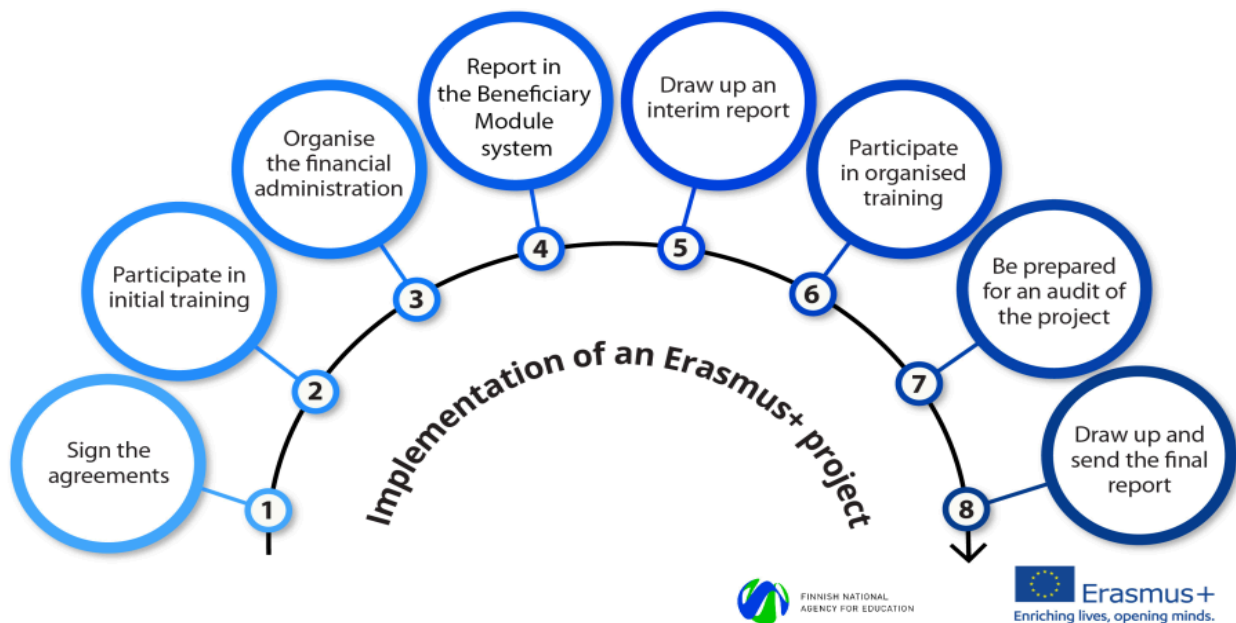 Sign the
agreements
1
Participate in
initial training
2
Organise
the financial
administration
3
Report in
the Beneficiary
Module
system
4
Draw up an
interim report
5
Participate
in organised
training
6
Be prepared
for an audit of
the project
7
Draw up and
send the final
report
8
Implementation of an Erasmus+ project
FINNISH NATIONAL
AGENCY FOR EDUCATION
Erasmus+
Enriching lives, opening minds.